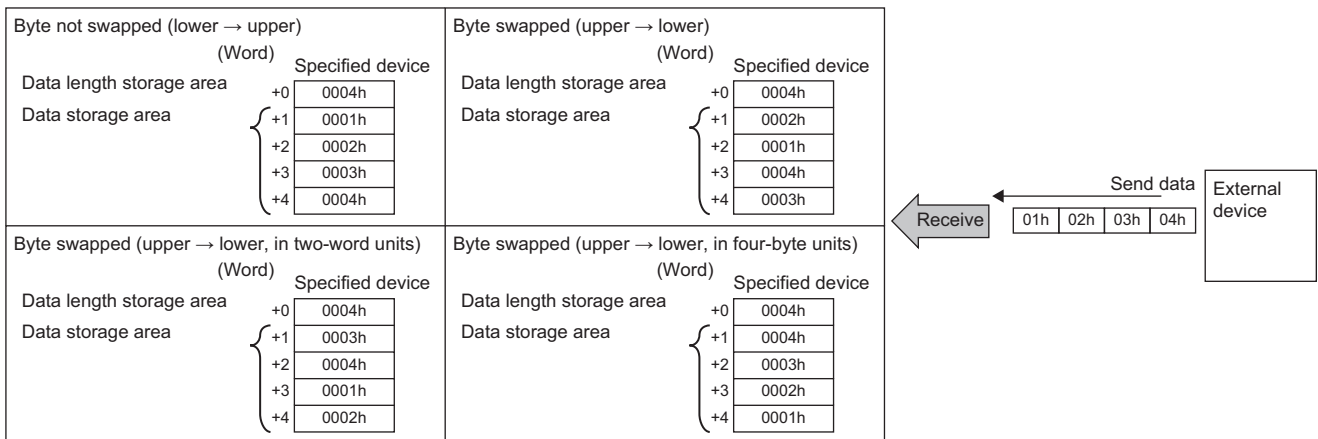 Byte not swapped (lower → upper)
(Word)
Specified device
Data length storage area
+0 0004h
Data storage area
+1 0001h
+2 0002h
+3 0003h
+4 0004h
Byte swapped (upper → lower)
(Word)
Specified device
Data length storage area
+0 0004h
Data storage area
+1 0002h
+2 0001h
+3 0004h
+4 0003h
Byte swapped (upper → lower, in two-word units)
(Word)
Specified device
Data length storage area
+0 0004h
Data storage area
+1 0003h
+2 0004h
+3 0001h
+4 0002h
Byte swapped (upper → lower, in four-byte units)
(Word)
Specified device
Data length storage area
+0 0004h
Data storage area
+1 0004h
+2 0003h
+3 0002h
+4 0001h
Receive
Send data
01h 02h 03h 04h
External
device